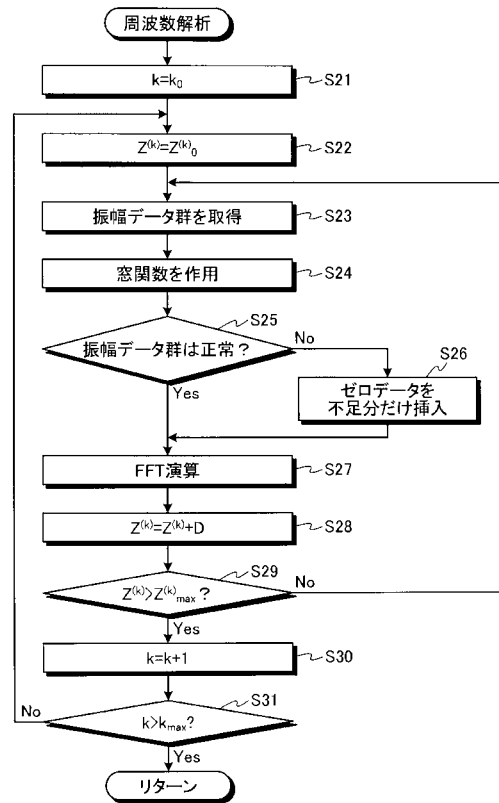 周波数解析
k=k₀
S21
Z⁽ᵏ⁾=Z⁽ᵏ⁾₀
S22
振幅データ群を取得
S23
窓関数を作用
S24
S25
振幅データ群は正常?
No
Yes
S26
ゼロデータを
不足分だけ挿入
FFT演算
S27
Z⁽ᵏ⁾=Z⁽ᵏ⁾+D
S28
S29
Z⁽ᵏ⁾>Z⁽ᵏ⁾max?
No
Yes
k=k+1
S30
S31
k>kmax?
No
Yes
リターン